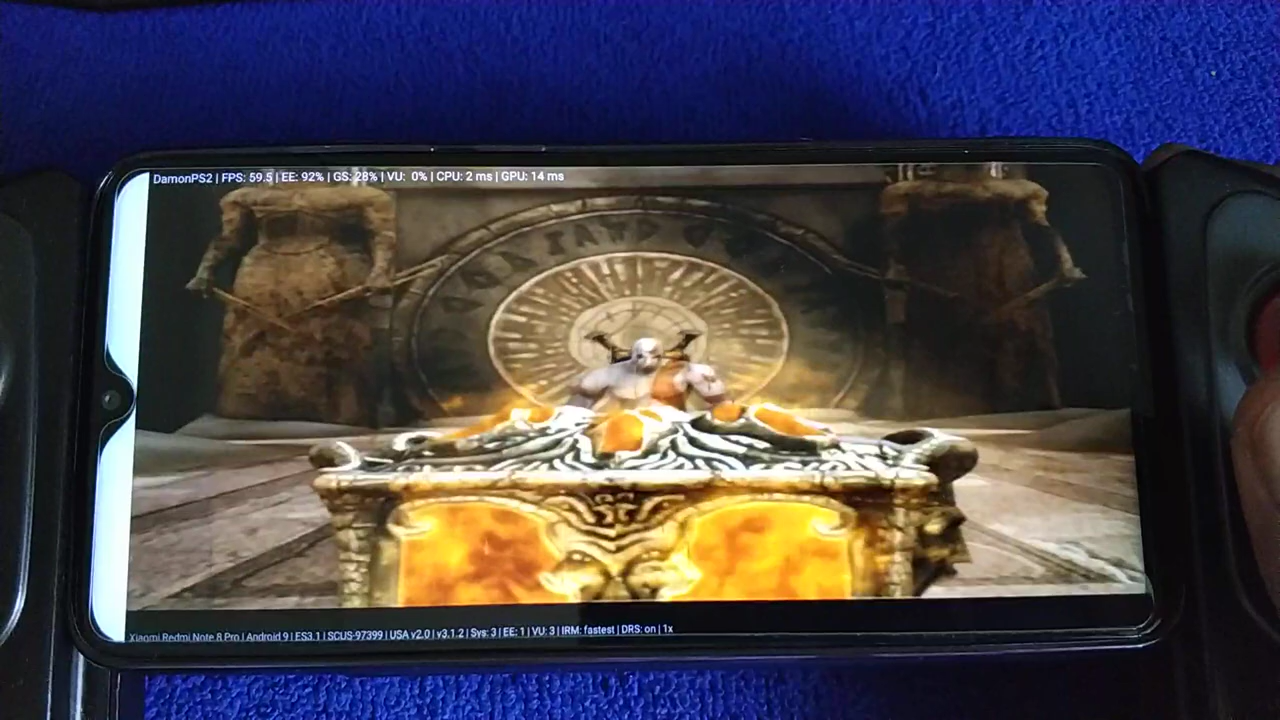 DamonPS2 | FPS: 59.5 | EE: 92% | GS: 28% | VU: 0% | CPU: 2 ms | GPU: 14 ms
Xiaomi Redmi Note 8 Pro | Android 9 | ES3.1 | SCUS-97399 | USA v2.0 | v3.1.2 | Sys: 3 | EE: 1 | VU: 3 | IRM: fastest | DRS: on | 1x